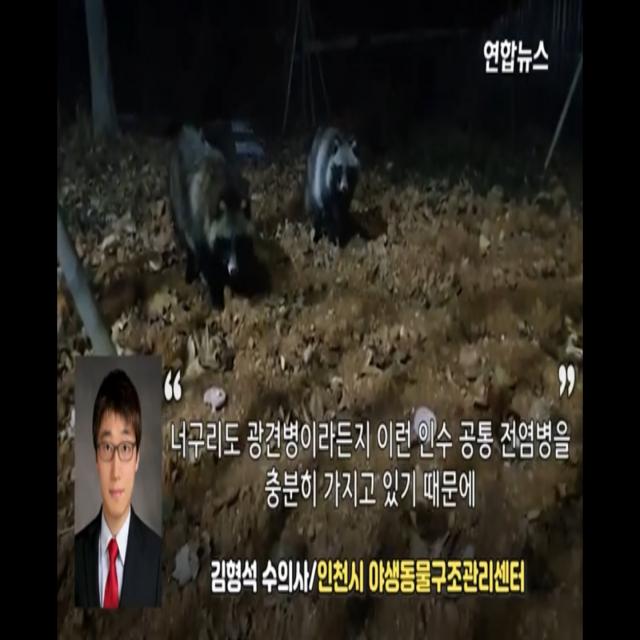 연합뉴스
“ ”
너구리도 광견병이라든지 이런 인수 공통 전염병을
충분히 가지고 있기 때문에
김형석 수의사/인천시 야생동물구조관리센터